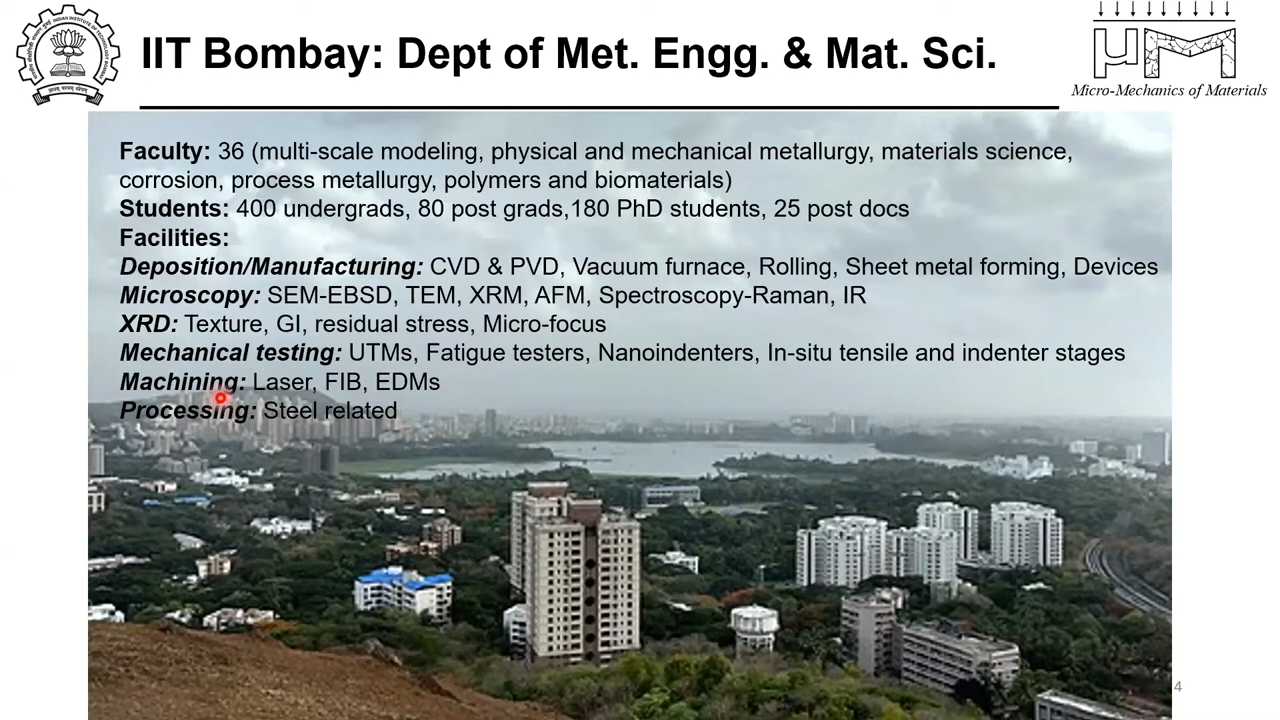 IIT Bombay: Dept of Met. Engg. & Mat. Sci.
μM
Micro-Mechanics of Materials
Faculty: 36 (multi-scale modeling, physical and mechanical metallurgy, materials science,
corrosion, process metallurgy, polymers and biomaterials)
Students: 400 undergrads, 80 post grads,180 PhD students, 25 post docs
Facilities:
Deposition/Manufacturing: CVD & PVD, Vacuum furnace, Rolling, Sheet metal forming, Devices
Microscopy: SEM-EBSD, TEM, XRM, AFM, Spectroscopy-Raman, IR
XRD: Texture, GI, residual stress, Micro-focus
Mechanical testing: UTMs, Fatigue testers, Nanoindenters, In-situ tensile and indenter stages
Machining: Laser, FIB, EDMs
Processing: Steel related
4